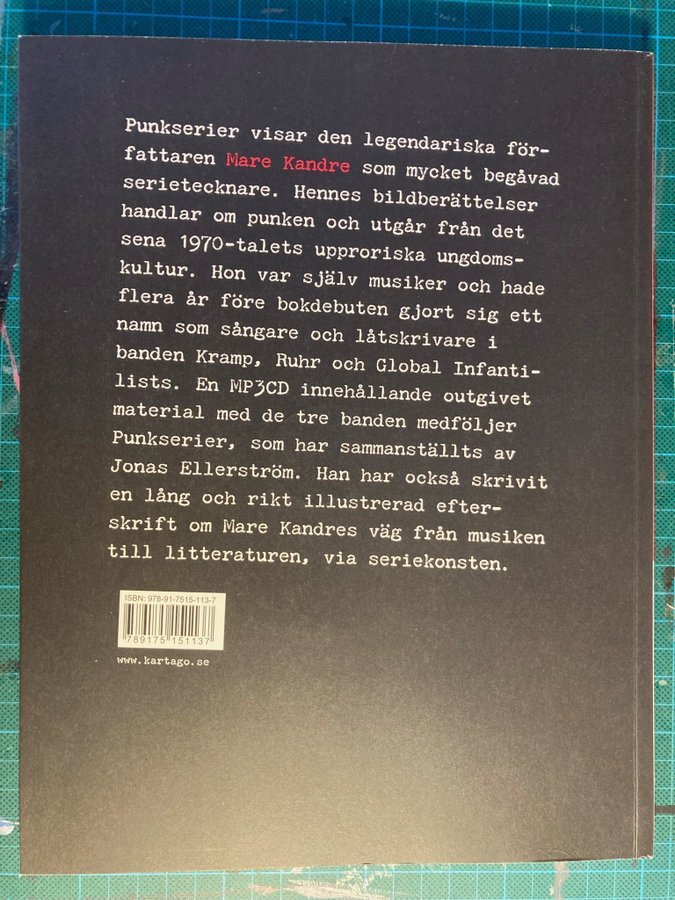 Punkserier visar den legendariska för-
fattaren Mare Kandre som mycket begåvad
serietecknare. Hennes bildberättelser
handlar om punken och utgår från det
sena 1970-talets upproriska ungdoms-
kultur. Hon var själv musiker och hade
flera år före bokdebuten gjort sig ett
namn som sångare och låtskrivare i
banden Kramp, Ruhr och Global Infanti-
lists. En MP3CD innehållande outgivet
material med de tre banden medföljer
Punkserier, som har sammanställts av
Jonas Ellerström. Han har också skrivit
en lång och rikt illustrerad efter-
skrift om Mare Kandres väg från musiken
till litteraturen, via seriekonsten.
ISBN: 978-91-7515-113-7
789175 151137
www.kartago.se